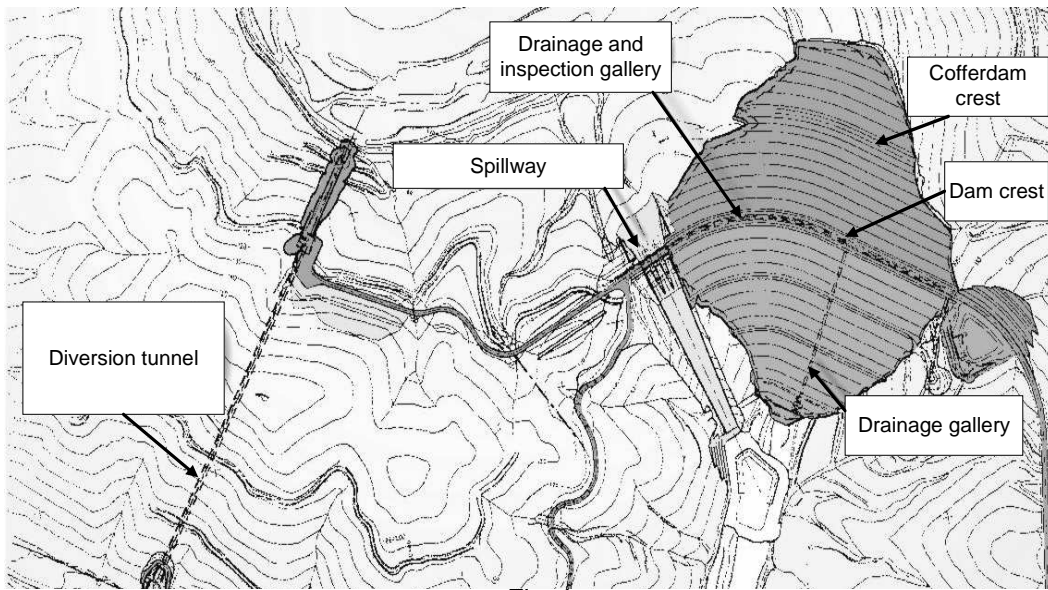 Drainage and
inspection gallery
Cofferdam
crest
Spillway
Dam crest
Diversion tunnel
Drainage gallery